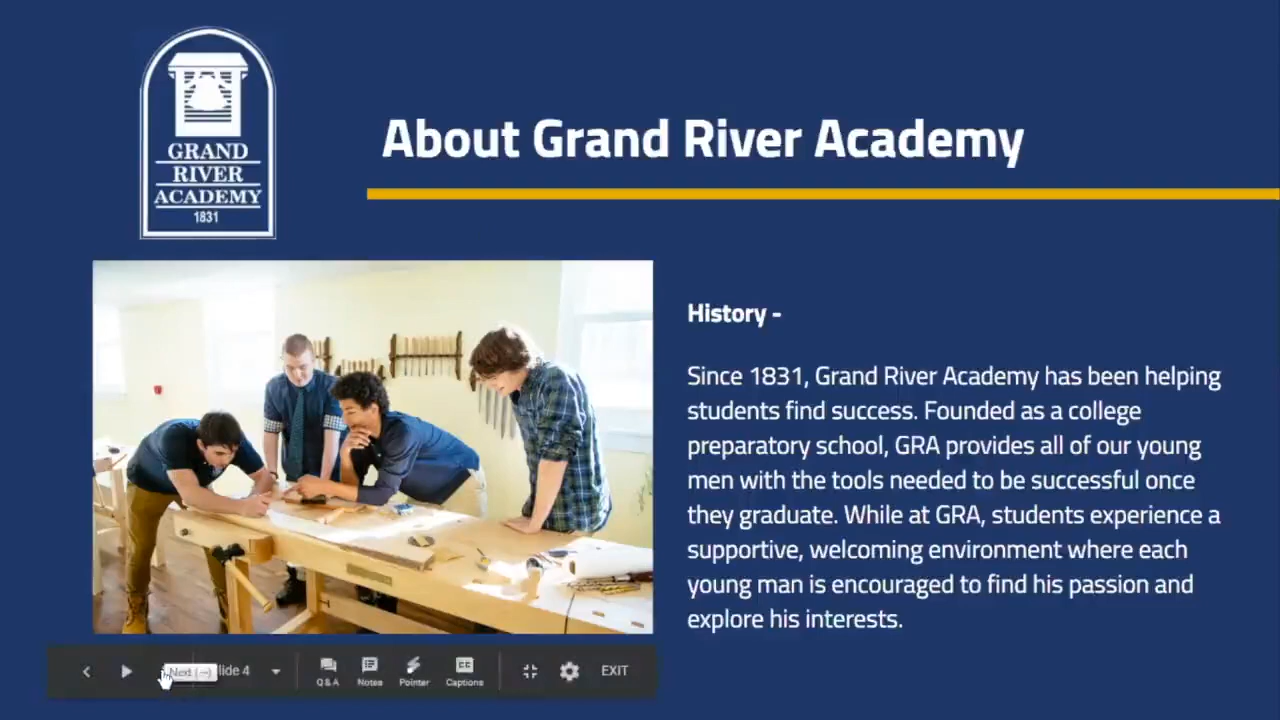 GRAND
RIVER
ACADEMY
1831
About Grand River Academy
History -
Since 1831, Grand River Academy has been helping
students find success. Founded as a college
preparatory school, GRA provides all of our young
men with the tools needed to be successful once
they graduate. While at GRA, students experience a
supportive, welcoming environment where each
young man is encouraged to find his passion and
explore his interests.
Next (→) lide 4 Q&A Notes Pointer Captions EXIT